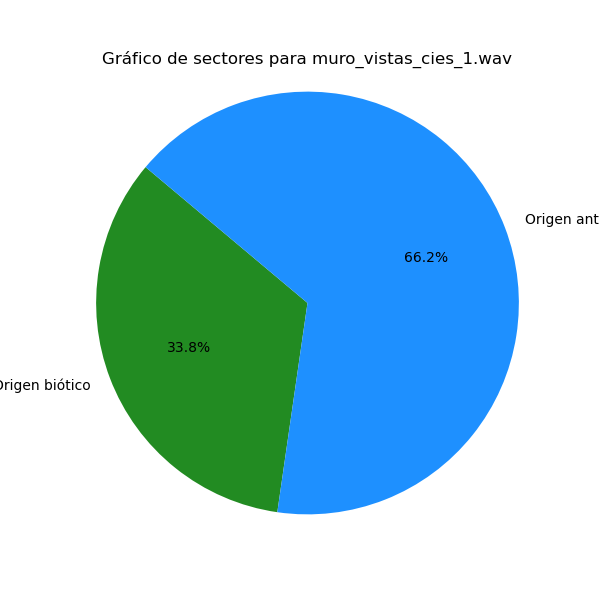 Gráfico de sectores para muro_vistas_cies_1.wav
Origen ant
66.2%
33.8%
Origen biótico